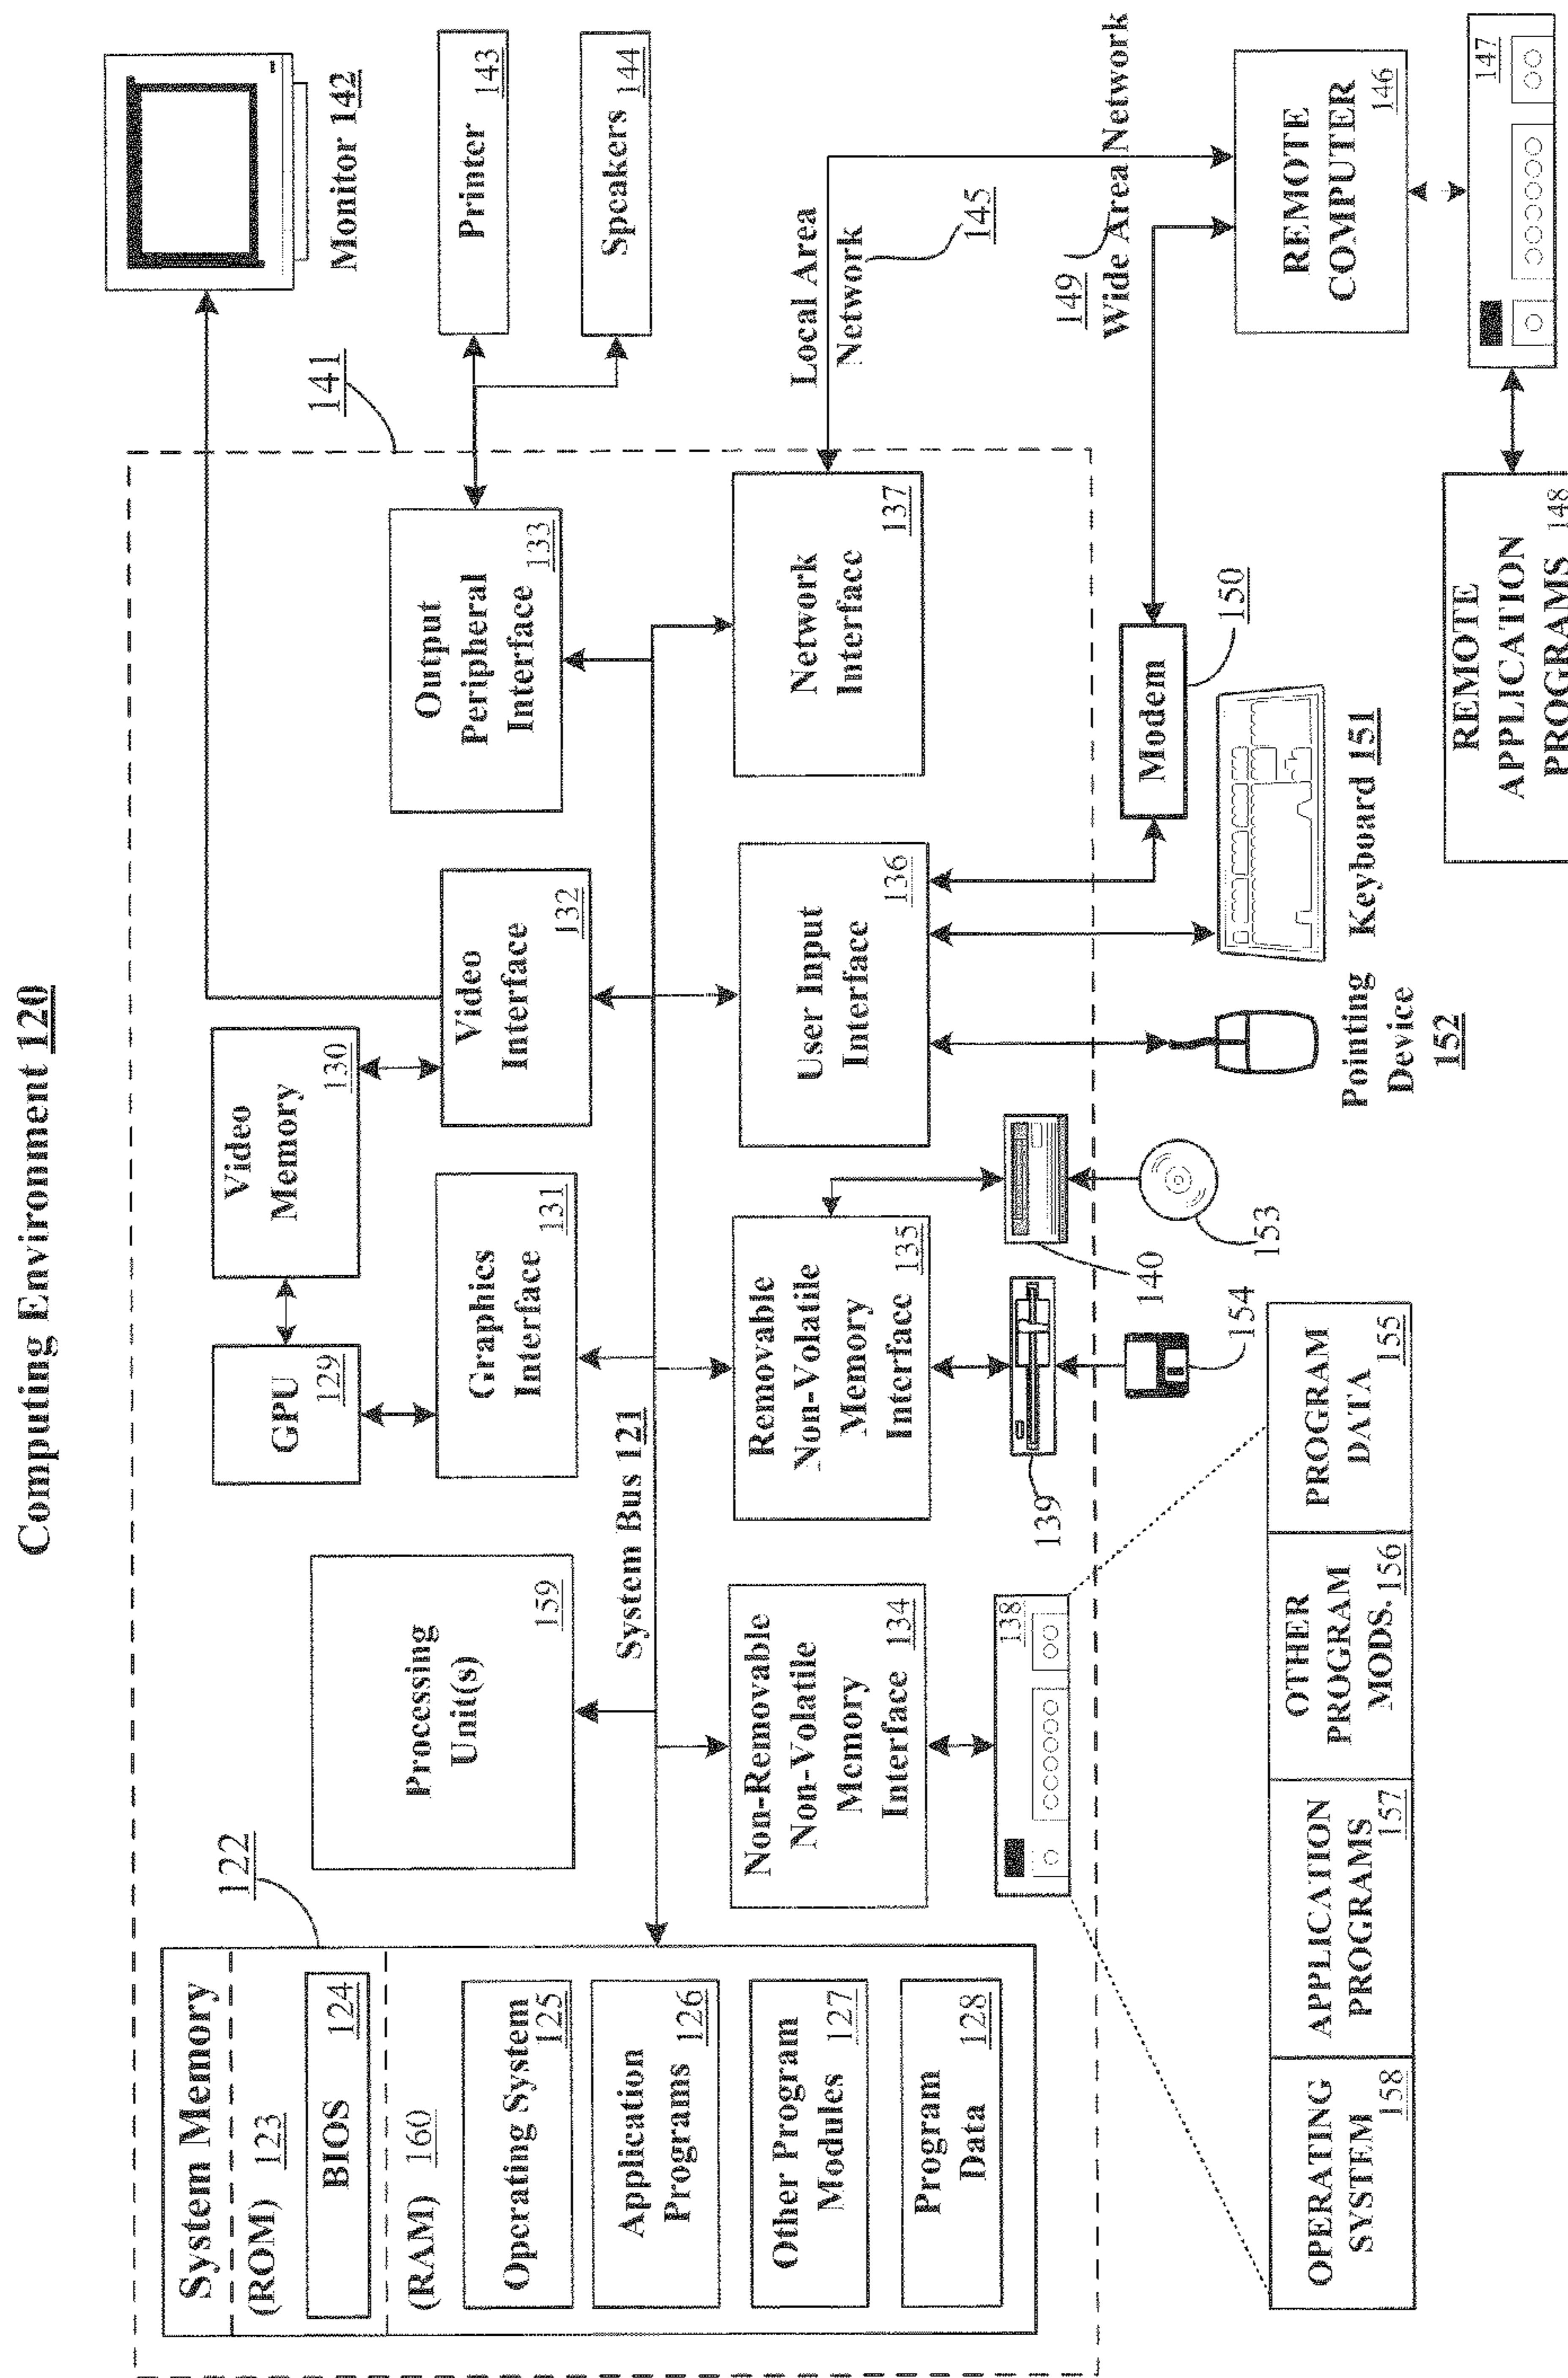 Computing Environment 120
System Memory
122
(ROM) 123
BIOS 124
(RAM) 160
Operating System
125
Application
Programs 126
Other Program
Modules 127
Program
Data 128
Processing
Unit(s)
159
GPU
129
Video
Memory
130
Graphics
Interface
131
Video
Interface
132
Output
Peripheral
Interface 133
141
Monitor 142
Printer
143
Speakers
144
System Bus 121
Non-Removable
Non-Volatile
Memory
Interface 134
Removable
Non-Volatile
Memory
Interface 135
User Input
Interface 136
Network
Interface 137
Local Area
Network
145
138
139
140
154
153
Modem
150
149
Wide Area Network
Pointing
Device
152
Keyboard 151
REMOTE
COMPUTER
146
147
REMOTE
APPLICATION
PROGRAMS 148
OPERATING
SYSTEM 158
APPLICATION
PROGRAMS 157
OTHER
PROGRAM
MODS. 156
PROGRAM
DATA 155